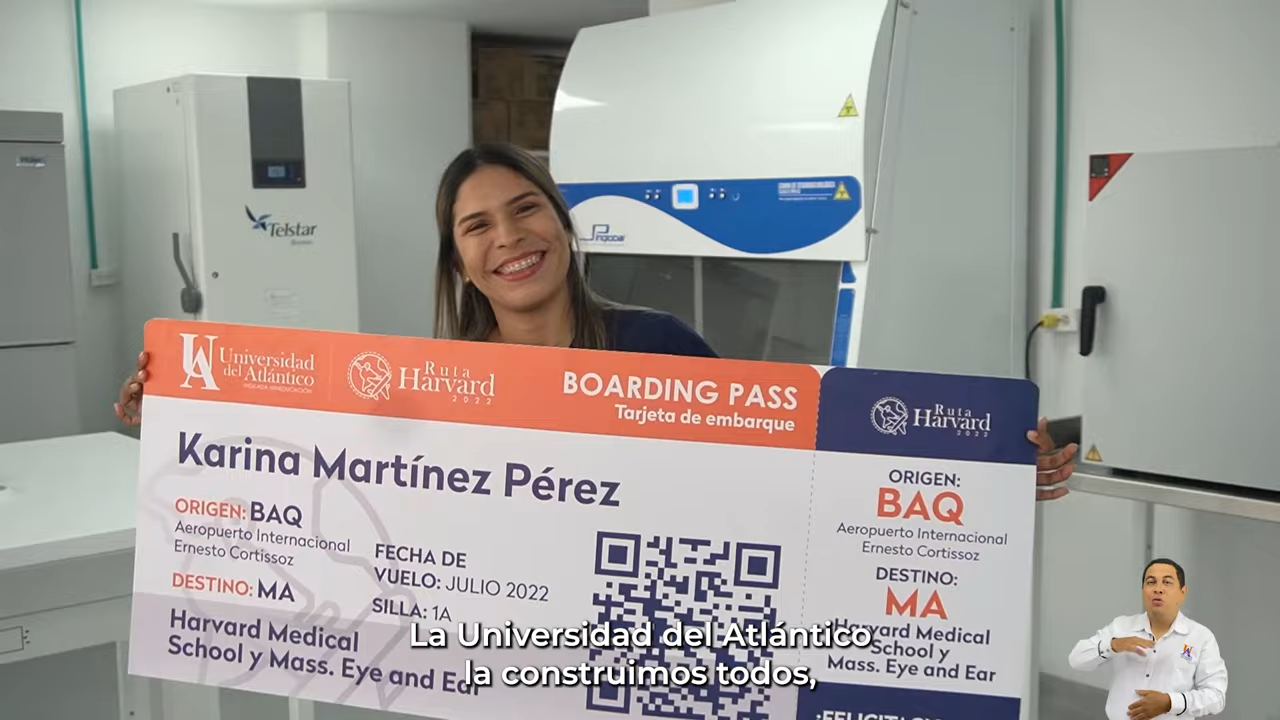 Haier
Telstar
Universidad
del Atlántico
VIGILADA MINEDUCACIÓN
Ruta
Harvard
2022
BOARDING PASS
Tarjeta de embarque
Karina Martínez Pérez
ORIGEN: BAQ
Aeropuerto Internacional
Ernesto Cortissoz
DESTINO: MA
Harvard Medical
School y Mass. Eye and Ear
FECHA DE
VUELO: JULIO 2022
SILLA: 1A
Ruta
Harvard
2022
ORIGEN:
BAQ
Aeropuerto Internacional
Ernesto Cortissoz
DESTINO:
MA
Harvard Medical
School y
Mass. Eye and Ear
La Universidad del Atlántico
la construimos todos,